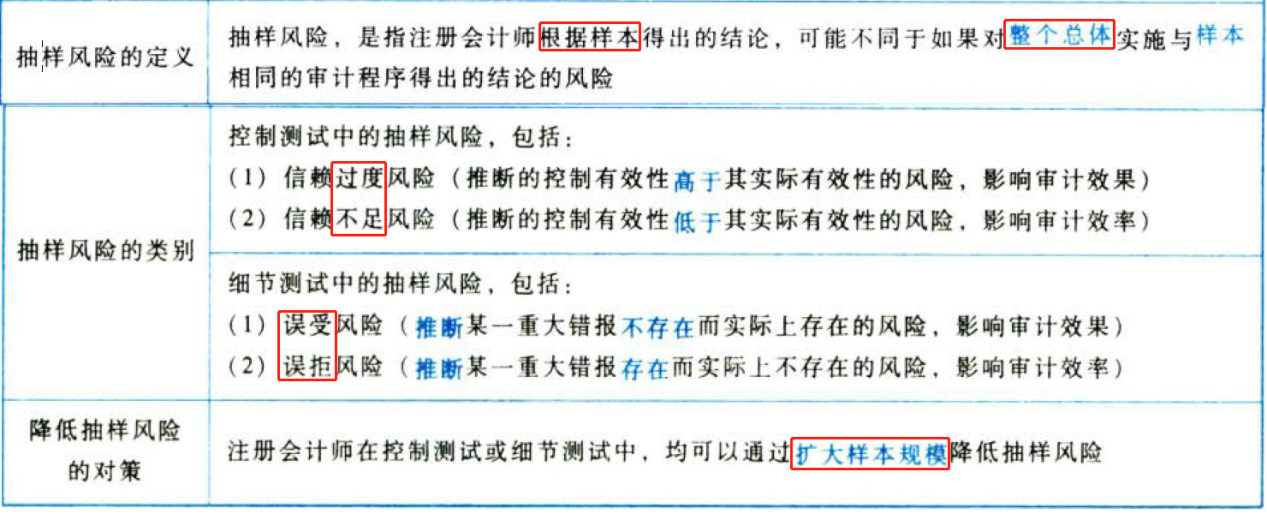 抽样风险的定义
抽样风险，是指注册会计师根据样本得出的结论，可能不同于如果对整个总体实施与样本
相同的审计程序得出的结论的风险
抽样风险的类别
控制测试中的抽样风险，包括：
（1）信赖过度风险（推断的控制有效性高于其实际有效性的风险，影响审计效果）
（2）信赖不足风险（推断的控制有效性低于其实际有效性的风险，影响审计效率）
细节测试中的抽样风险，包括：
（1）误受风险（推断某一重大错报不存在而实际上存在的风险，影响审计效果）
（2）误拒风险（推断某一重大错报存在而实际上不存在的风险，影响审计效率）
降低抽样风险
的对策
注册会计师在控制测试或细节测试中，均可以通过扩大样本规模降低抽样风险